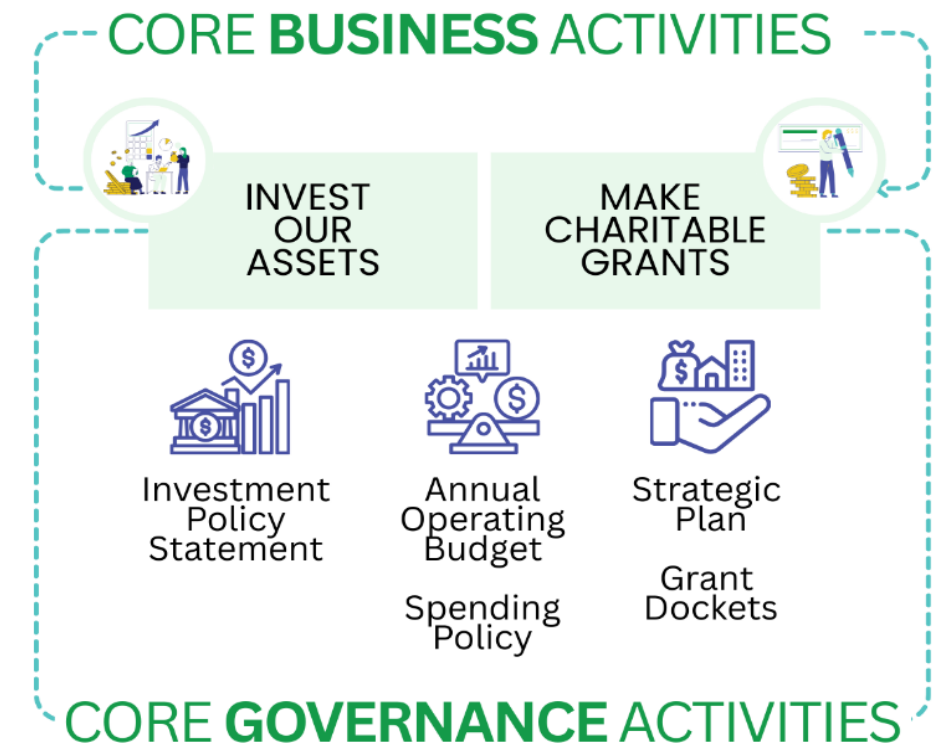 CORE BUSINESS ACTIVITIES
INVEST
OUR
ASSETS
MAKE
CHARITABLE
GRANTS
$
$
$
$
Investment
Policy
Statement
Annual
Operating
Budget
Spending
Policy
Strategic
Plan
Grant
Dockets
CORE GOVERNANCE ACTIVITIES